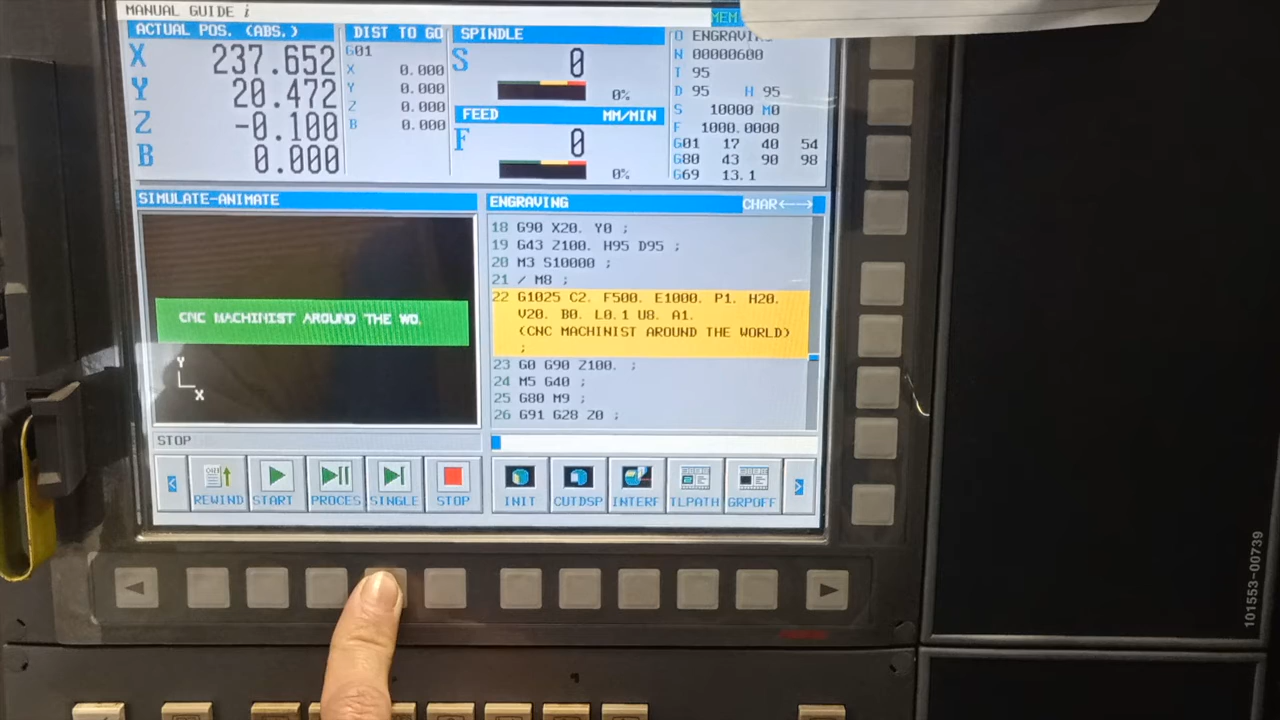 MANUAL GUIDE i
MEM
ACTUAL POS. (ABS.)
X 237.652
Y 20.472
Z -0.100
B 0.000
DIST TO GO
G01
X 0.000
Y 0.000
Z 0.000
B 0.000
SPINDLE
S 0
0%
FEED MM/MIN
F 0
0%
O ENGRAVING
N 00000600
T 95
D 95 H 95
S 10000 M0
F 1000.0000
G01 17 40 54
G80 43 90 98
G69 13.1
SIMULATE-ANIMATE
CNC MACHINIST AROUND THE WO.
Y
X
STOP
ENGRAVING CHAR←→
18 G90 X20. Y0 ;
19 G43 Z100. H95 D95 ;
20 M3 S10000 ;
21 / M8 ;
22 G1025 C2. F500. E1000. P1. H20.
V20. B0. L0.1 U8. A1.
(CNC MACHINIST AROUND THE WORLD)
;
23 G0 G90 Z100. ;
24 M5 G40 ;
25 G80 M9 ;
26 G91 G28 Z0 ;
< REWIND START PROCES SINGLE STOP INIT CUTDSP INTERF TLPATH GRPOFF >
101553-00739